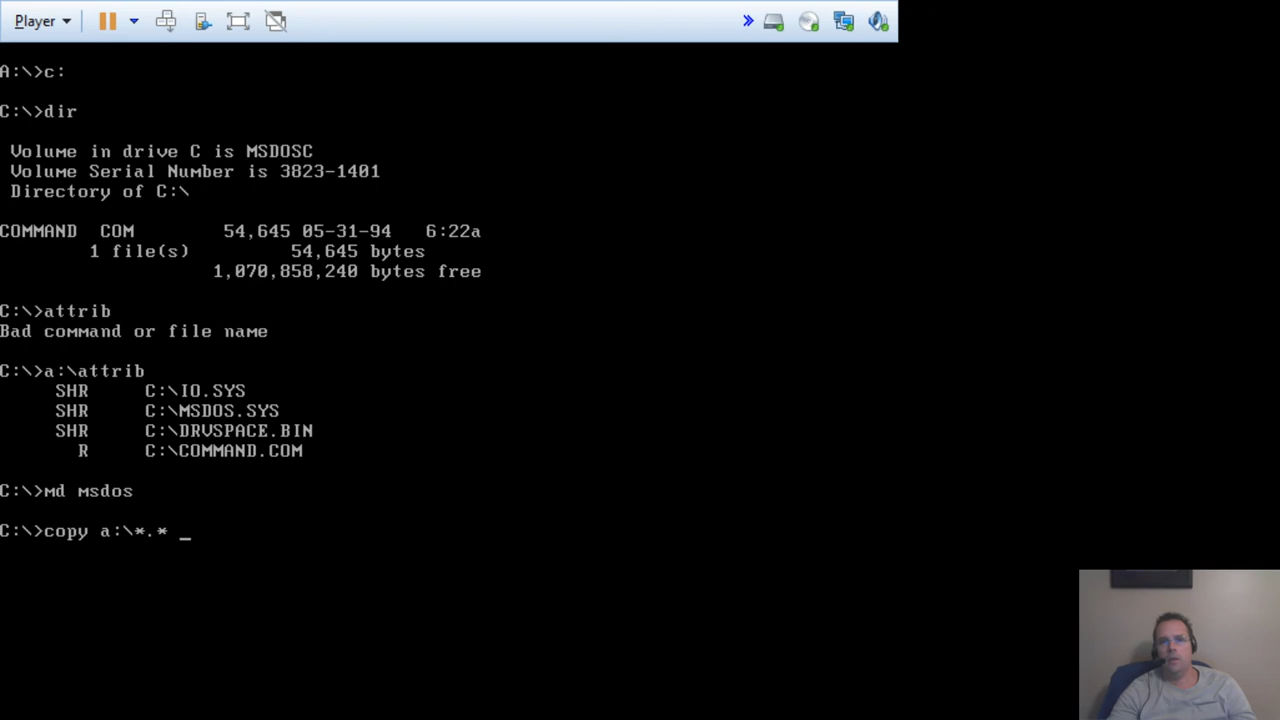 Player
A:\>c:
C:\>dir
Volume in drive C is MSDOSC
Volume Serial Number is 3823-1401
Directory of C:\
COMMAND  COM        54,645 05-31-94   6:22a
1 file(s)         54,645 bytes
1,070,858,240 bytes free
C:\>attrib
Bad command or file name
C:\>a:\attrib
SHR     C:\IO.SYS
SHR     C:\MSDOS.SYS
SHR     C:\DRVSPACE.BIN
R     C:\COMMAND.COM
C:\>md msdos
C:\>copy a:\*.* _